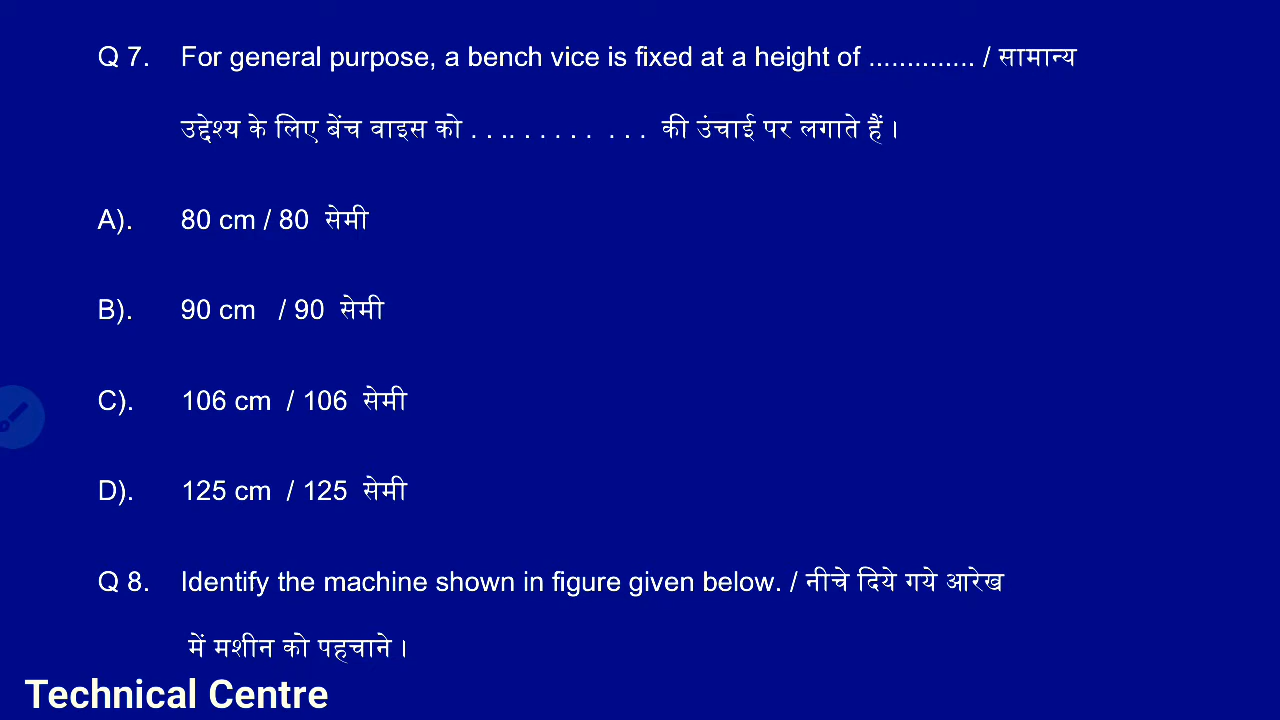 Q 7. For general purpose, a bench vice is fixed at a height of .............. / सामान्य
उद्देश्य के लिए बेंच वाइस को . . .. . . . . .  . . . की उंचाई पर लगाते हैं।
A). 80 cm / 80 सेमी
B). 90 cm / 90 सेमी
C). 106 cm / 106 सेमी
D). 125 cm / 125 सेमी
Q 8. Identify the machine shown in figure given below. / नीचे दिये गये आरेख
में मशीन को पहचाने।
Technical Centre